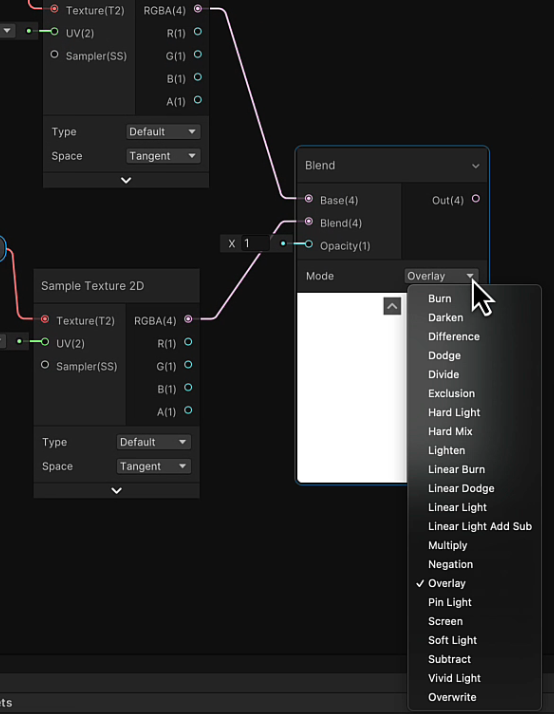 Texture(T2) RGBA(4)
UV(2) R(1)
Sampler(SS) G(1)
B(1)
A(1)
Type Default
Space Tangent
Blend
Base(4) Out(4)
Blend(4)
X 1 Opacity(1)
Mode Overlay
Sample Texture 2D
Texture(T2) RGBA(4)
UV(2) R(1)
Sampler(SS) G(1)
B(1)
A(1)
Type Default
Space Tangent
Burn
Darken
Difference
Dodge
Divide
Exclusion
Hard Light
Hard Mix
Lighten
Linear Burn
Linear Dodge
Linear Light
Linear Light Add Sub
Multiply
Negation
✓ Overlay
Pin Light
Screen
Soft Light
Subtract
Vivid Light
Overwrite
ets